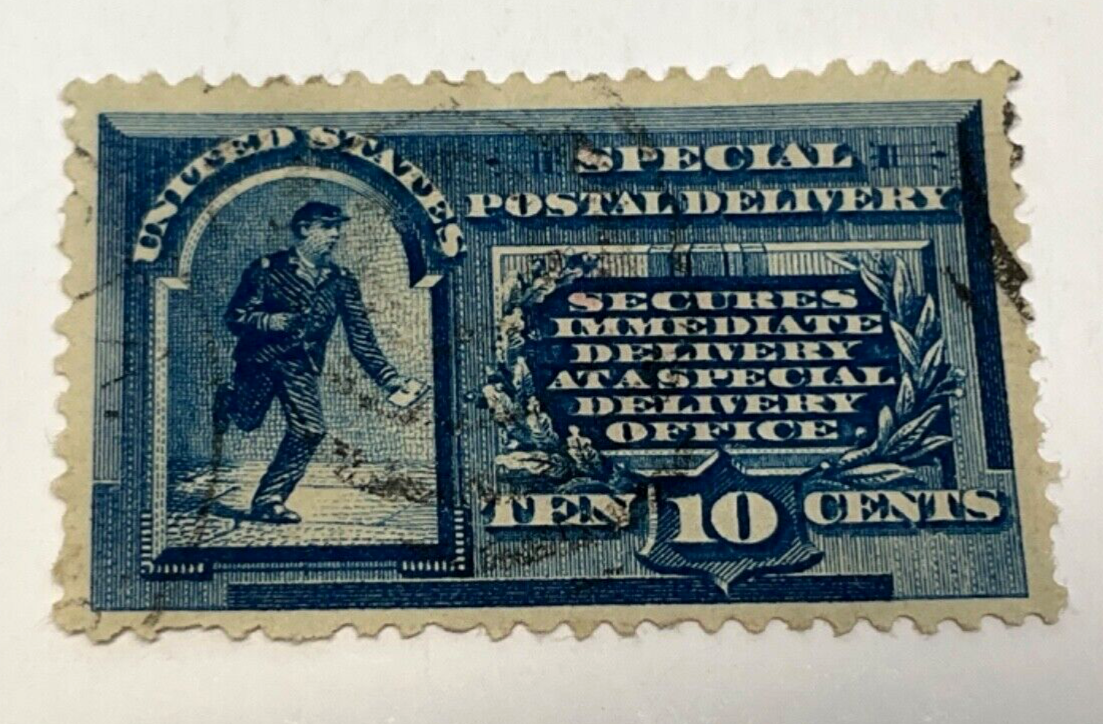 UNITED STATES
SPECIAL
POSTAL DELIVERY
SECURES
IMMEDIATE
DELIVERY
AT A SPECIAL
DELIVERY
OFFICE
TEN 10 CENTS